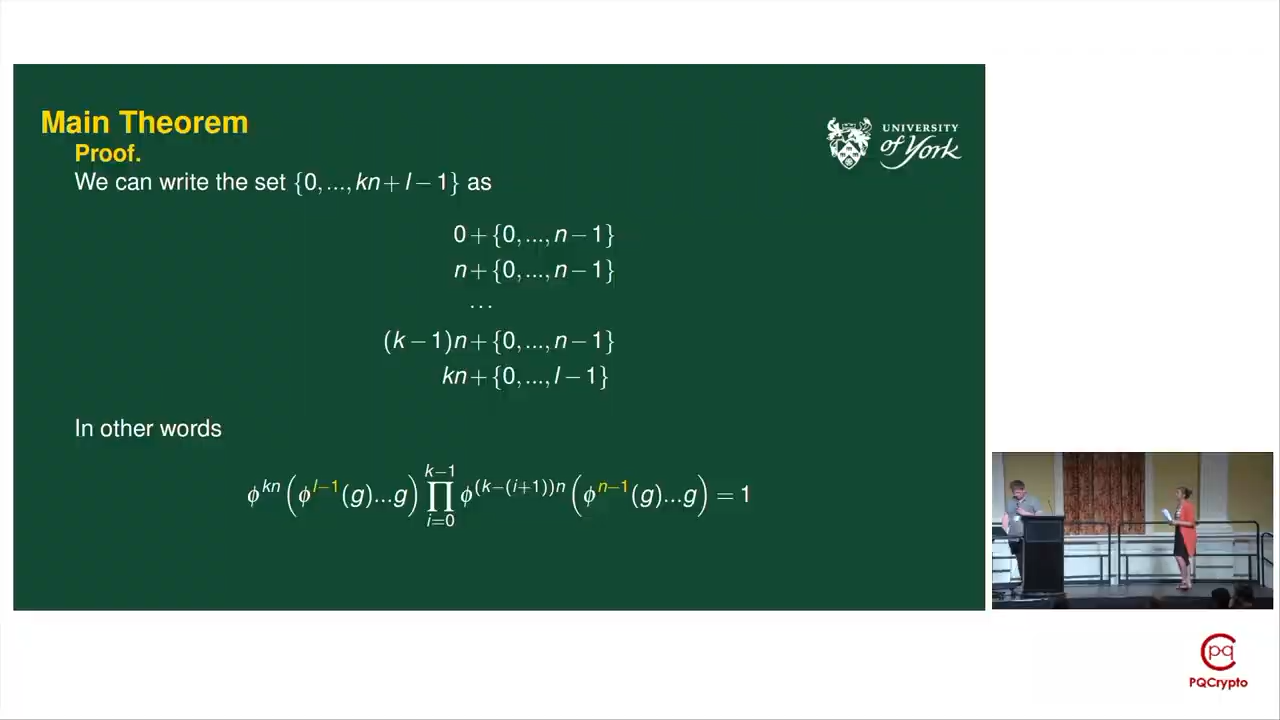 Main Theorem
UNIVERSITY
of York
Proof.
We can write the set {0, ..., kn + l − 1} as
0 + {0, ..., n − 1}
n + {0, ..., n − 1}
...
(k − 1)n + {0, ..., n − 1}
kn + {0, ..., l − 1}
In other words
ϕ^{kn} (ϕ^{l−1}(g)...g) ∏_{i=0}^{k−1} ϕ^{(k−(i+1))n} (ϕ^{n−1}(g)...g) = 1
pq
PQCrypto